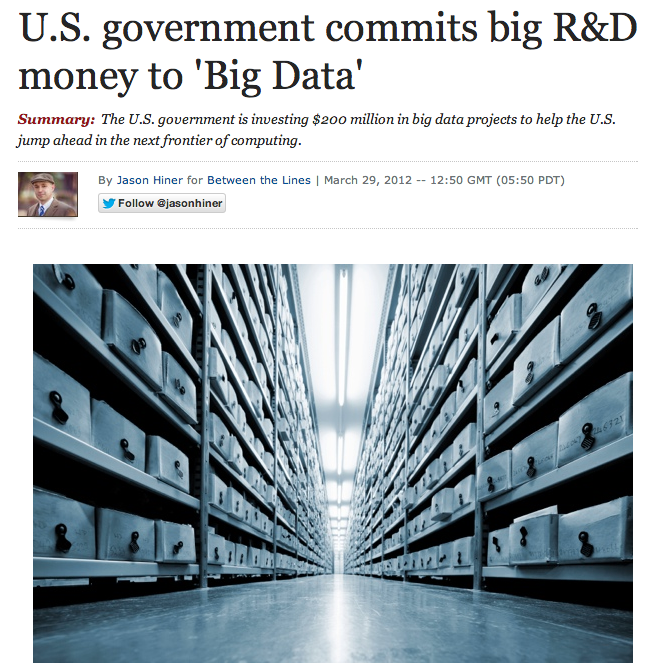 U.S. government commits big R&D
money to 'Big Data'
Summary: The U.S. government is investing $200 million in big data projects to help the U.S.
jump ahead in the next frontier of computing.
By Jason Hiner for Between the Lines | March 29, 2012 -- 12:50 GMT (05:50 PDT)
Follow @jasonhiner